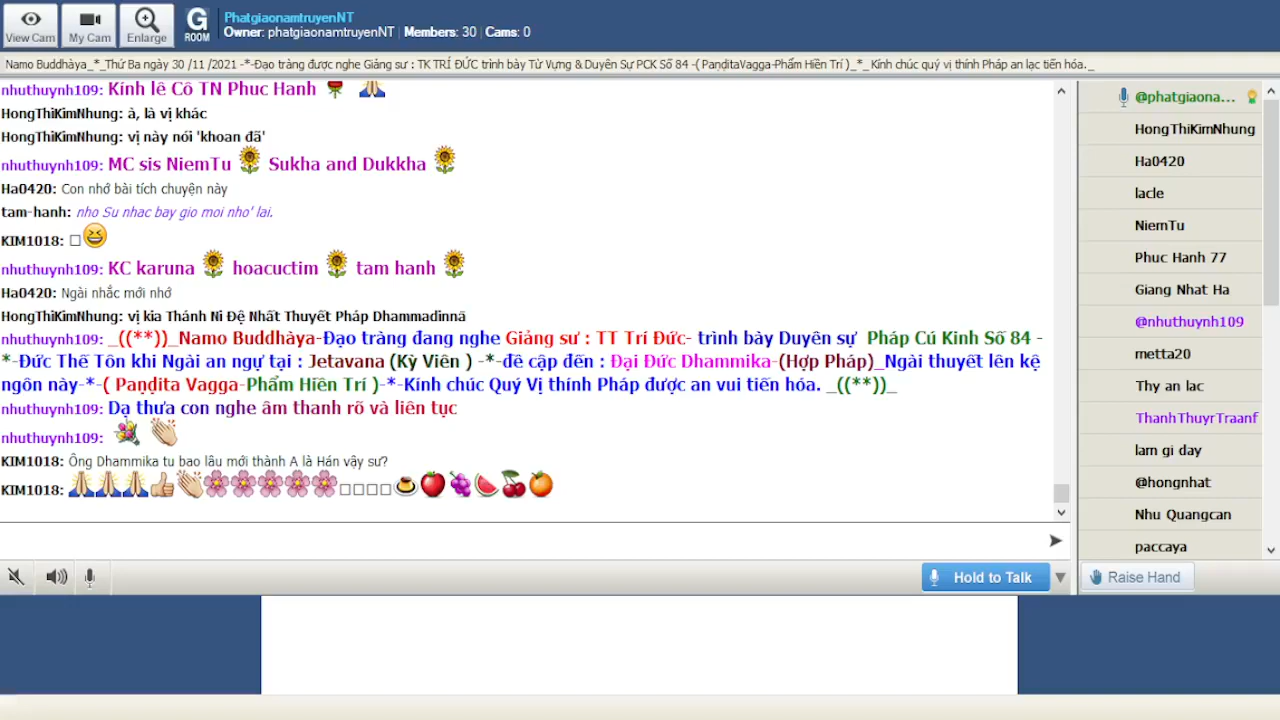 View Cam
My Cam
Enlarge
G ROOM
PhatgiaonamtruyenNT
Owner: phatgiaonamtruyenNT | Members: 30 | Cams: 0
Namo Buddhàya_*_Thứ Ba ngày 30 /11 /2021 -*-Đạo tràng được nghe Giảng sư : TK TRÍ ĐỨC trình bày Từ Vựng & Duyên Sự PCK Số 84 -( PaṇḍitaVagga-Phẩm Hiền Trí )_*_ Kính chúc quý vị thính Pháp an lạc tiến hóa._
nhuthuynh109: Kính lễ Cô TN Phuc Hanh
HongThiKimNhung: à, là vị khác
HongThiKimNhung: vị này nói 'khoan đã'
nhuthuynh109: MC sis NiemTu Sukha and Dukkha
Ha0420: Con nhớ bài tích chuyện này
tam-hanh: nho Su nhac bay gio moi nho' lai.
KIM1018:
nhuthuynh109: KC karuna hoacuctim tam hanh
Ha0420: Ngài nhắc mới nhớ
HongThiKimNhung: vị kia Thánh Ni Đệ Nhất Thuyết Pháp Dhammadinnā
nhuthuynh109: _((**))_Namo Buddhàya-Đạo tràng đang nghe Giảng sư : TT Trí Đức- trình bày Duyên sự Pháp Cú Kinh Số 84 -
*-Đức Thế Tôn khi Ngài an ngự tại : Jetavana (Kỳ Viên ) -*-đề cập đến : Đại Đức Dhammika-(Hợp Pháp)_Ngài thuyết lên kệ
ngôn này-*-( Paṇḍita Vagga-Phẩm Hiền Trí )-*-Kính chúc Quý Vị thính Pháp được an vui tiến hóa. _((**))_
nhuthuynh109: Dạ thưa con nghe âm thanh rõ và liên tục
nhuthuynh109:
KIM1018: Ông Dhammika tu bao lâu mới thành A là Hán vậy sư?
KIM1018:
@phatgiaona...
HongThiKimNhung
Ha0420
lacle
NiemTu
Phuc Hanh 77
Giang Nhat Ha
@nhuthuynh109
metta20
Thy an lac
ThanhThuyrTraanf
lam gi day
@hongnhat
Nhu Quangcan
paccaya
Hold to Talk
Raise Hand